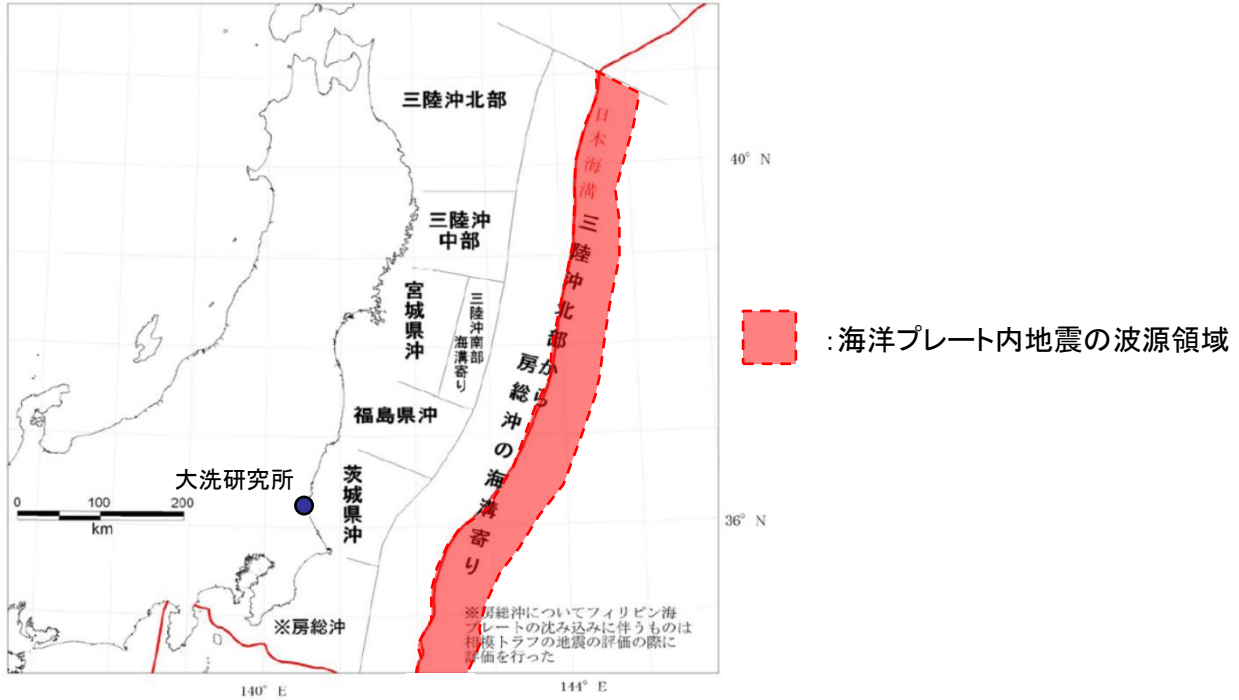 三陸沖北部
日本海溝
40° N
三陸沖
中部
三陸沖北部から
房総沖の海溝寄り
宮城県沖
三陸沖南部
海溝寄り
:海洋プレート内地震の波源領域
福島県沖
大洗研究所
茨城県沖
0 100 200
km
36° N
※房総沖
※房総沖についてフィリピン海
プレートの沈み込みに伴うものは
相模トラフの地震の評価の際に
評価を行った
140° E
144° E